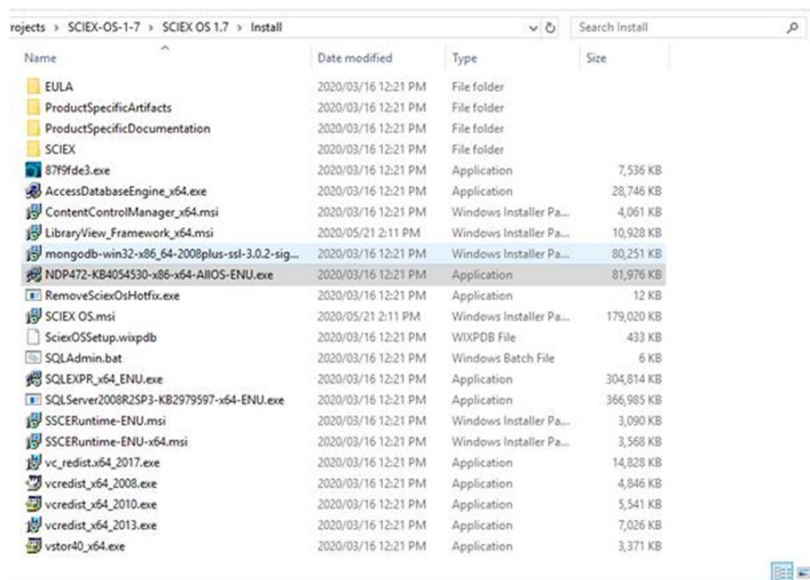 rojects > SCIEX-OS-1-7 > SCIEX OS 1.7 > Install Search Install
Name Date modified Type Size
EULA 2020/03/16 12:21 PM File folder
ProductSpecificArtifacts 2020/03/16 12:21 PM File folder
ProductSpecificDocumentation 2020/03/16 12:21 PM File folder
SCIEX 2020/03/16 12:21 PM File folder
87f9fde3.exe 2020/03/16 12:21 PM Application 7,536 KB
AccessDatabaseEngine_x64.exe 2020/03/16 12:21 PM Application 28,746 KB
ContentControlManager_x64.msi 2020/03/16 12:21 PM Windows Installer Pa... 4,061 KB
LibraryView_Framework_x64.msi 2020/05/21 2:11 PM Windows Installer Pa... 10,928 KB
mongodb-win32-x86_64-2008plus-ssl-3.0.2-sig... 2020/03/16 12:21 PM Windows Installer Pa... 80,251 KB
NDP472-KB4054530-x86-x64-AllOS-ENU.exe 2020/03/16 12:21 PM Application 81,976 KB
RemoveSciexOsHotfix.exe 2020/03/16 12:21 PM Application 12 KB
SCIEX OS.msi 2020/05/21 2:11 PM Windows Installer Pa... 179,020 KB
SciexOSSetup.wixpdb 2020/03/16 12:21 PM WIXPDB File 433 KB
SQLAdmin.bat 2020/03/16 12:21 PM Windows Batch File 6 KB
SQLEXPR_x64_ENU.exe 2020/03/16 12:21 PM Application 304,814 KB
SQLServer2008R2SP3-KB2979597-x64-ENU.exe 2020/03/16 12:21 PM Application 366,985 KB
SSCERuntime-ENU.msi 2020/03/16 12:21 PM Windows Installer Pa... 3,090 KB
SSCERuntime-ENU-x64.msi 2020/03/16 12:21 PM Windows Installer Pa... 3,568 KB
vc_redist.x64_2017.exe 2020/03/16 12:21 PM Application 14,828 KB
vcredist_x64_2008.exe 2020/03/16 12:21 PM Application 4,846 KB
vcredist_x64_2010.exe 2020/03/16 12:21 PM Application 5,541 KB
vcredist_x64_2013.exe 2020/03/16 12:21 PM Application 7,026 KB
vstor40_x64.exe 2020/03/16 12:21 PM Application 3,371 KB